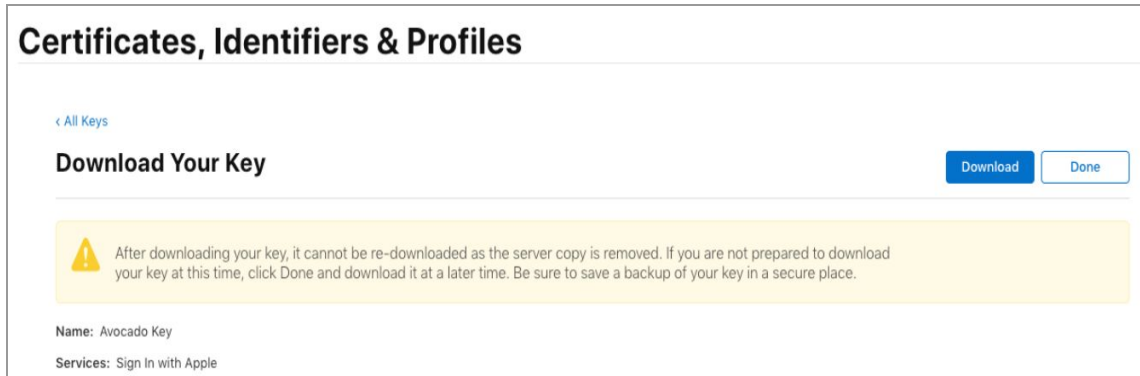 Certificates, Identifiers & Profiles
‹ All Keys
Download Your Key
Download
Done
After downloading your key, it cannot be re-downloaded as the server copy is removed. If you are not prepared to download
your key at this time, click Done and download it at a later time. Be sure to save a backup of your key in a secure place.
Name: Avocado Key
Services: Sign In with Apple